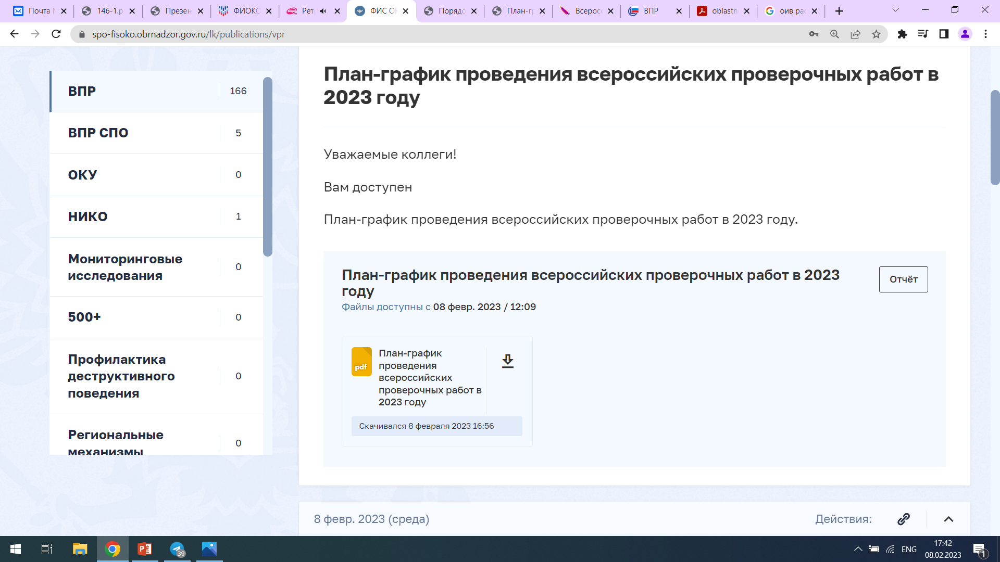 Почта М
146-1.p
Презен
ФИОКО
Рет
ФИС ОК
Порядо
План-гр
Всерос
ВПР
oblastn
оив рас
spo-fisoko.obrnadzor.gov.ru/lk/publications/vpr
ВПР 166
ВПР СПО 5
ОКУ 0
НИКО 1
Мониторинговые
исследования 0
500+ 0
Профилактика
деструктивного
поведения 0
Региональные
механизмы 0
План-график проведения всероссийских проверочных работ в
2023 году
Уважаемые коллеги!
Вам доступен
План-график проведения всероссийских проверочных работ в 2023 году.
План-график проведения всероссийских проверочных работ в 2023
году
Отчёт
Файлы доступны с 08 февр. 2023 / 12:09
pdf
План-график
проведения
всероссийских
проверочных работ в
2023 году
Скачивался 8 февраля 2023 16:56
8 февр. 2023 (среда)
Действия:
39
ENG
17:42
08.02.2023
1